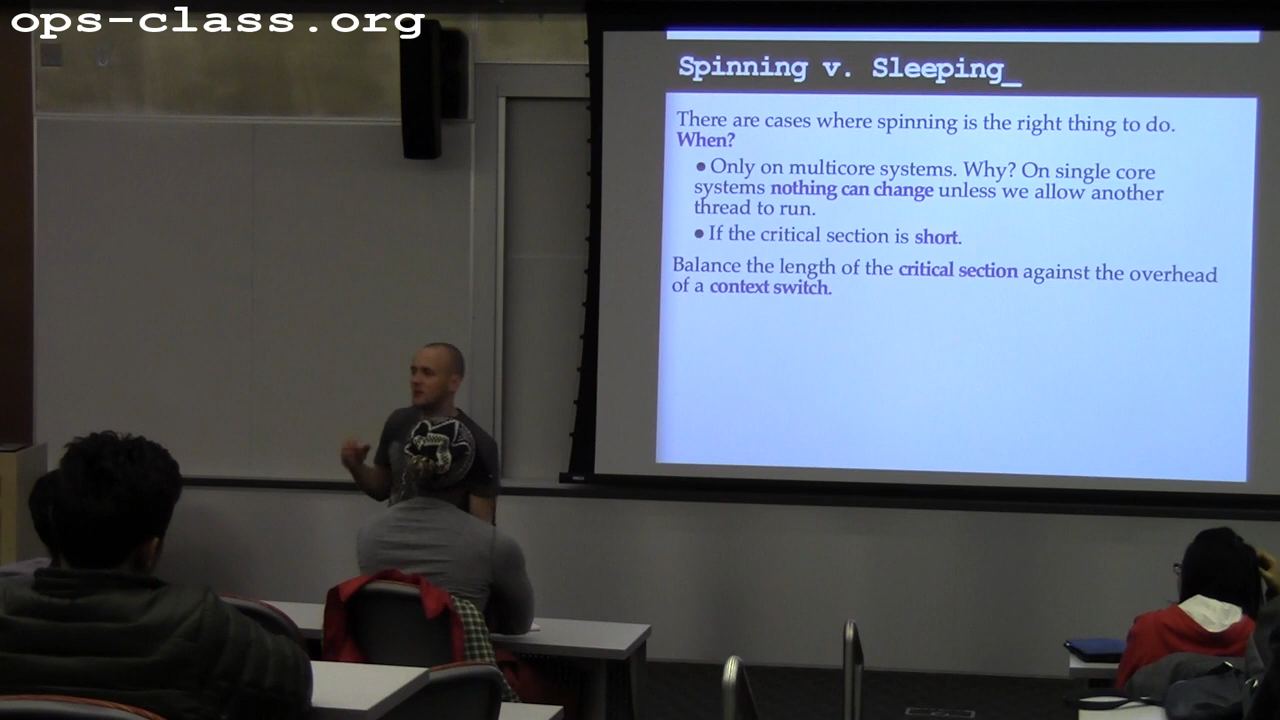 ops-class.org
Spinning v. Sleeping_
There are cases where spinning is the right thing to do.
When?
● Only on multicore systems. Why? On single core
systems nothing can change unless we allow another
thread to run.
● If the critical section is short.
Balance the length of the critical section against the overhead
of a context switch.